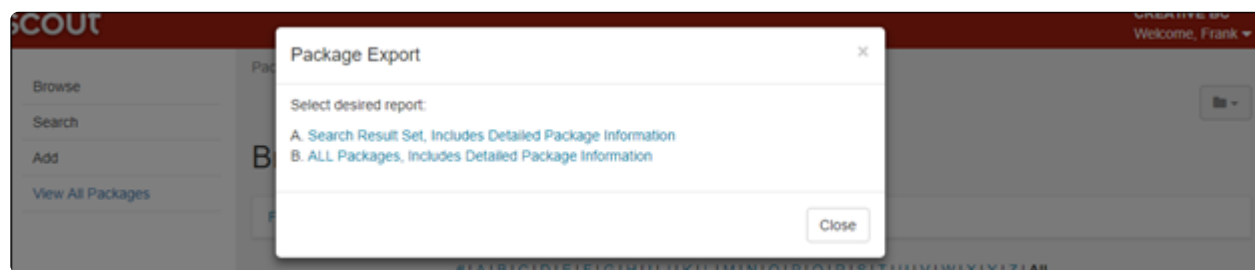 scout
CREATIVE BC
Welcome, Frank
Package Export
×
Browse
Search
Add
View All Packages
Select desired report:
A. Search Result Set, Includes Detailed Package Information
B. ALL Packages, Includes Detailed Package Information
Close
# | A | B | C | D | E | F | G | H | I | J | K | L | M | N | O | P | Q | R | S | T | U | V | W | X | Y | Z | All